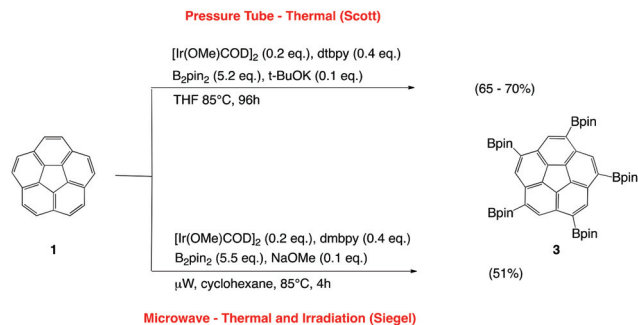 Pressure Tube - Thermal (Scott)
[Ir(OMe)COD]2 (0.2 eq.), dtbpy (0.4 eq.)
B2pin2 (5.2 eq.), t-BuOK (0.1 eq.)
THF 85°C, 96h
(65 - 70%)
Bpin
Bpin
Bpin
Bpin
Bpin
1
3
[Ir(OMe)COD]2 (0.2 eq.), dmbpy (0.4 eq.)
B2pin2 (5.5 eq.), NaOMe (0.1 eq.)
μW, cyclohexane, 85°C, 4h
(51%)
Microwave - Thermal and Irradiation (Siegel)